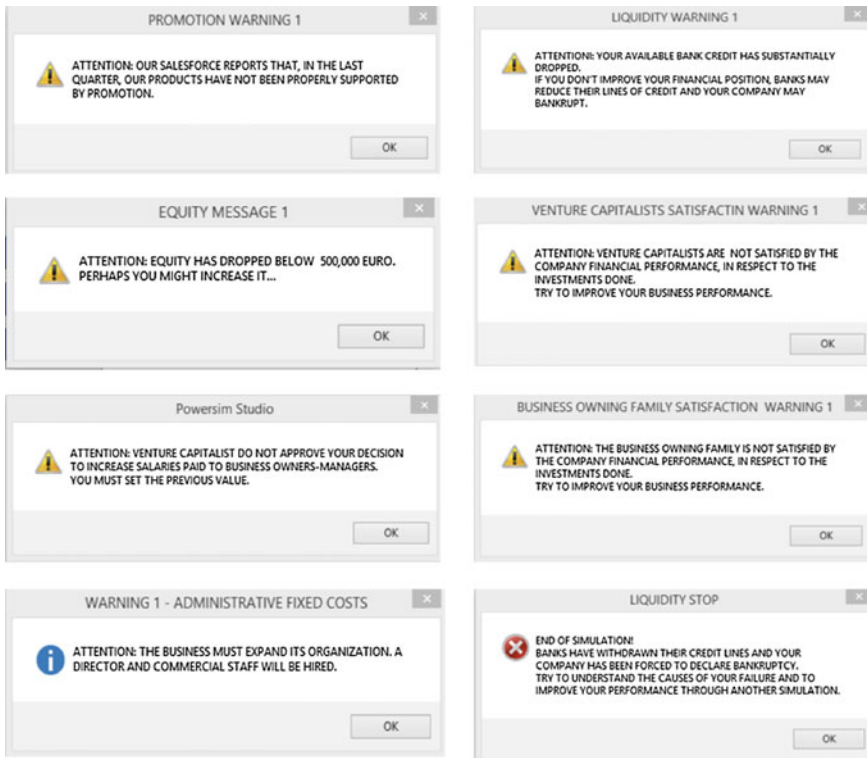 PROMOTION WARNING 1
ATTENTION: OUR SALESFORCE REPORTS THAT, IN THE LAST
QUARTER, OUR PRODUCTS HAVE NOT BEEN PROPERLY SUPPORTED
BY PROMOTION.
OK
LIQUIDITY WARNING 1
ATTENTION!: YOUR AVAILABLE BANK CREDIT HAS SUBSTANTIALLY
DROPPED.
IF YOU DON'T IMPROVE YOUR FINANCIAL POSITION, BANKS MAY
REDUCE THEIR LINES OF CREDIT AND YOUR COMPANY MAY
BANKRUPT.
OK
EQUITY MESSAGE 1
ATTENTION: EQUITY HAS DROPPED BELOW 500,000 EURO.
PERHAPS YOU MIGHT INCREASE IT...
OK
VENTURE CAPITALISTS SATISFACTIN WARNING 1
ATTENTION: VENTURE CAPITALISTS ARE NOT SATISFIED BY THE
COMPANY FINANCIAL PERFORMANCE, IN RESPECT TO THE
INVESTMENTS DONE.
TRY TO IMPROVE YOUR BUSINESS PERFORMANCE.
OK
Powersim Studio
ATTENTION: VENTURE CAPITALIST DO NOT APPROVE YOUR DECISION
TO INCREASE SALARIES PAID TO BUSINESS OWNERS-MANAGERS.
YOU MUST SET THE PREVIOUS VALUE.
OK
BUSINESS OWNING FAMILY SATISFACTION WARNING 1
ATTENTION: THE BUSINESS OWNING FAMILY IS NOT SATISFIED BY
THE COMPANY FINANCIAL PERFORMANCE, IN RESPECT TO THE
INVESTMENTS DONE.
TRY TO IMPROVE YOUR BUSINESS PERFORMANCE.
OK
WARNING 1 - ADMINISTRATIVE FIXED COSTS
ATTENTION: THE BUSINESS MUST EXPAND ITS ORGANIZATION. A
DIRECTOR AND COMMERCIAL STAFF WILL BE HIRED.
OK
LIQUIDITY STOP
END OF SIMULATION!
BANKS HAVE WITHDRAWN THEIR CREDIT LINES AND YOUR
COMPANY HAS BEEN FORCED TO DECLARE BANKRUPTCY.
TRY TO UNDERSTAND THE CAUSES OF YOUR FAILURE AND TO
IMPROVE YOUR PERFORMANCE THROUGH ANOTHER SIMULATION.
OK